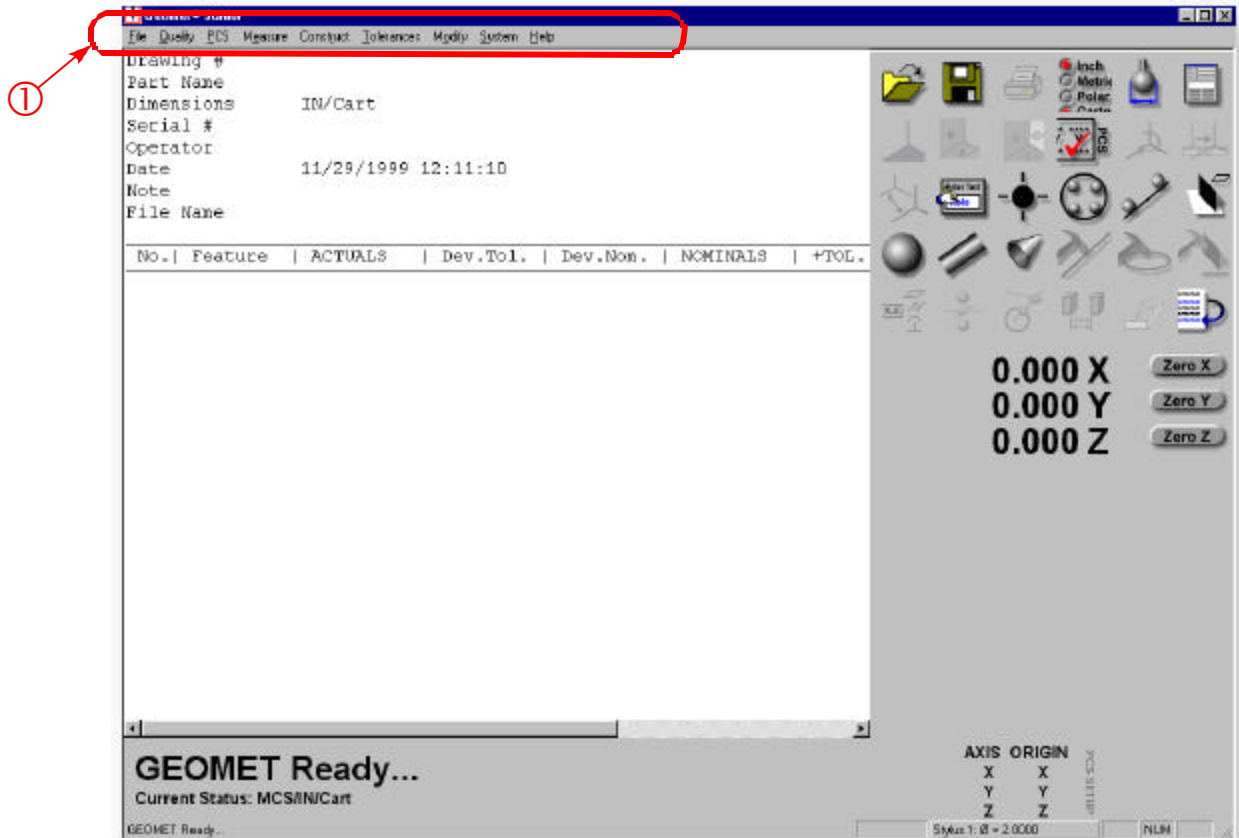 File Quality PCS Measure Construct Tolerances Modify System Help
①
Drawing #
Part Name
Dimensions IN/Cart
Serial #
Operator
Date 11/29/1999 12:11:10
Note
File Name
No.| Feature | ACTUALS | Dev.Tol. | Dev.Nom. | NOMINALS | +TOL.
Inch
Metric
Polar
PCS
0.000 X
Zero X
0.000 Y
Zero Y
0.000 Z
Zero Z
GEOMET Ready...
Current Status: MCS/IN/Cart
AXIS ORIGIN
X X
Y Y
Z Z
PCS SETUP
GEOMET Ready...
Stylus 1: Ø = 2.0000
NUM